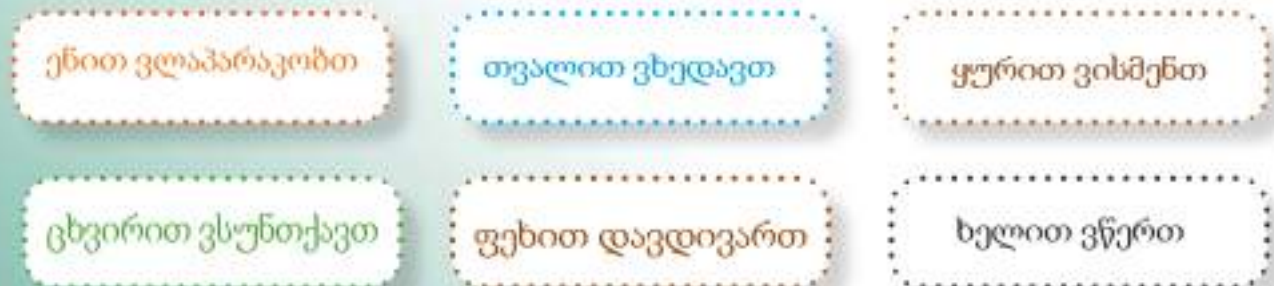 ენით ვლაპარაკობთ
თვალით ვხედავთ
ყურით ვისმენთ
ცხვირით ვსუნთქავთ
ფეხით დავდივართ
ხელით ვწერთ